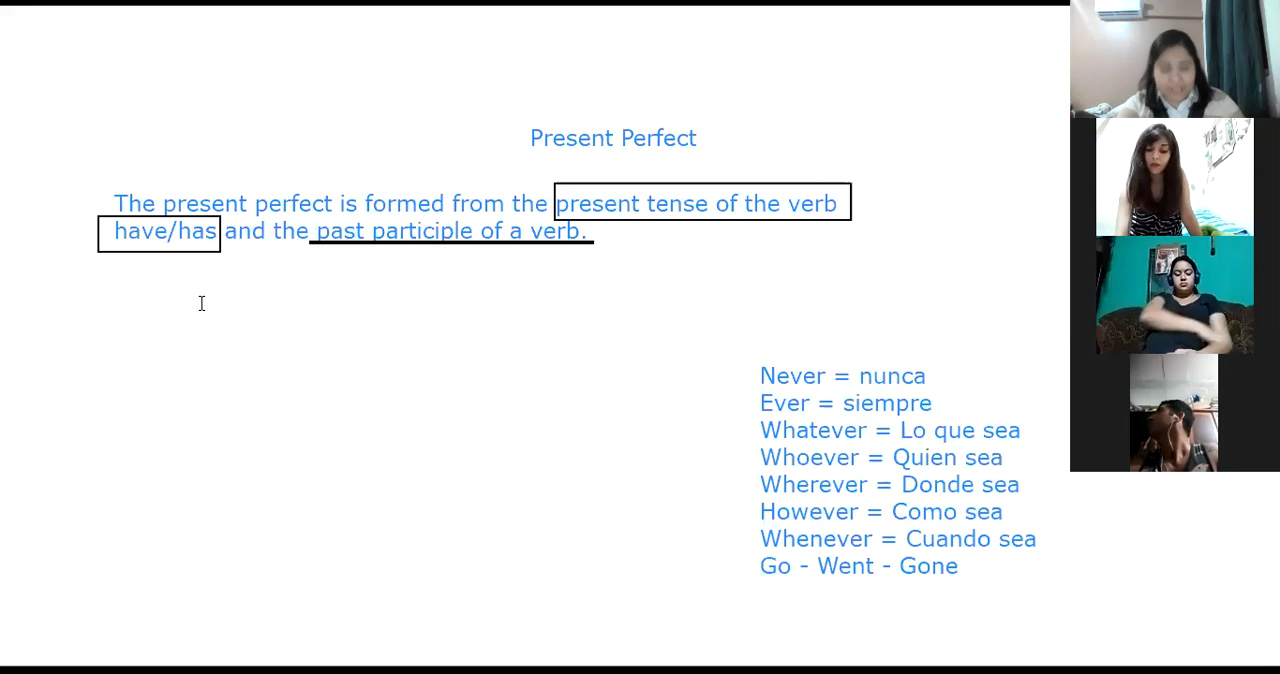 Present Perfect
The present perfect is formed from the present tense of the verb
have/has and the past participle of a verb.
Never = nunca
Ever = siempre
Whatever = Lo que sea
Whoever = Quien sea
Wherever = Donde sea
However = Como sea
Whenever = Cuando sea
Go - Went - Gone